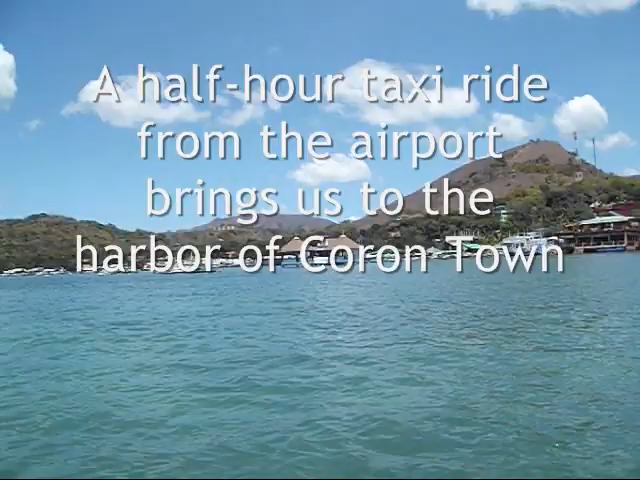 A half-hour taxi ride
from the airport
brings us to the
harbor of Coron Town